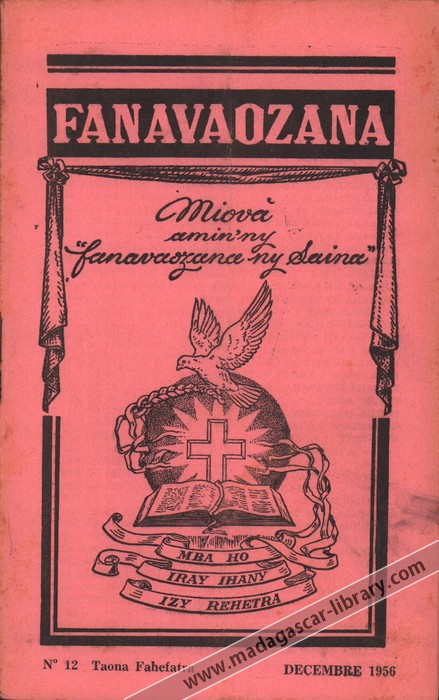 FANAVAOZANA
Miovà
amin'ny
"fanavaozana ny Saina"
MBA HO
IRAY IHANY
IZY REHETRA
Nº 12 Taona Fahefatra
DECEMBRE 1956
www.madagascar-library.com